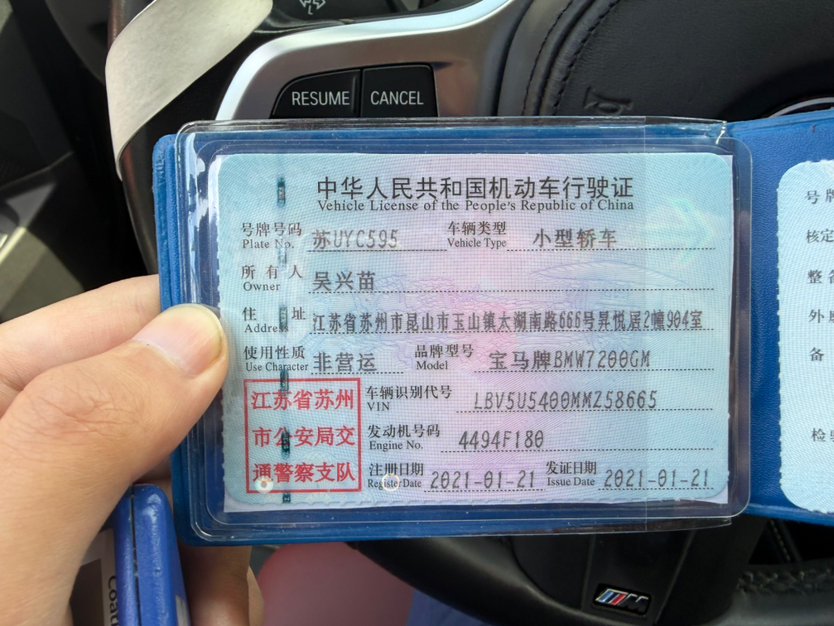 RESUME
CANCEL
中华人民共和国机动车行驶证
Vehicle License of the People's Republic of China
号牌号码 苏UYC595 车辆类型 小型轿车
Plate No. Vehicle Type
所有人 吴兴苗
Owner
住址 江苏省苏州市昆山市玉山镇太湖南路666号昇悦居2幢904室
Address
使用性质 非营运 品牌型号 宝马牌BMW7200GM
Use Character Model
江苏省苏州
市公安局交
通警察支队
车辆识别代号 LBV5U5400MMZ58665
VIN
发动机号码 4494F180
Engine No.
注册日期 2021-01-21 发证日期 2021-01-21
Register Date Issue Date
号牌
核定
整备
外廓
备
检验
M